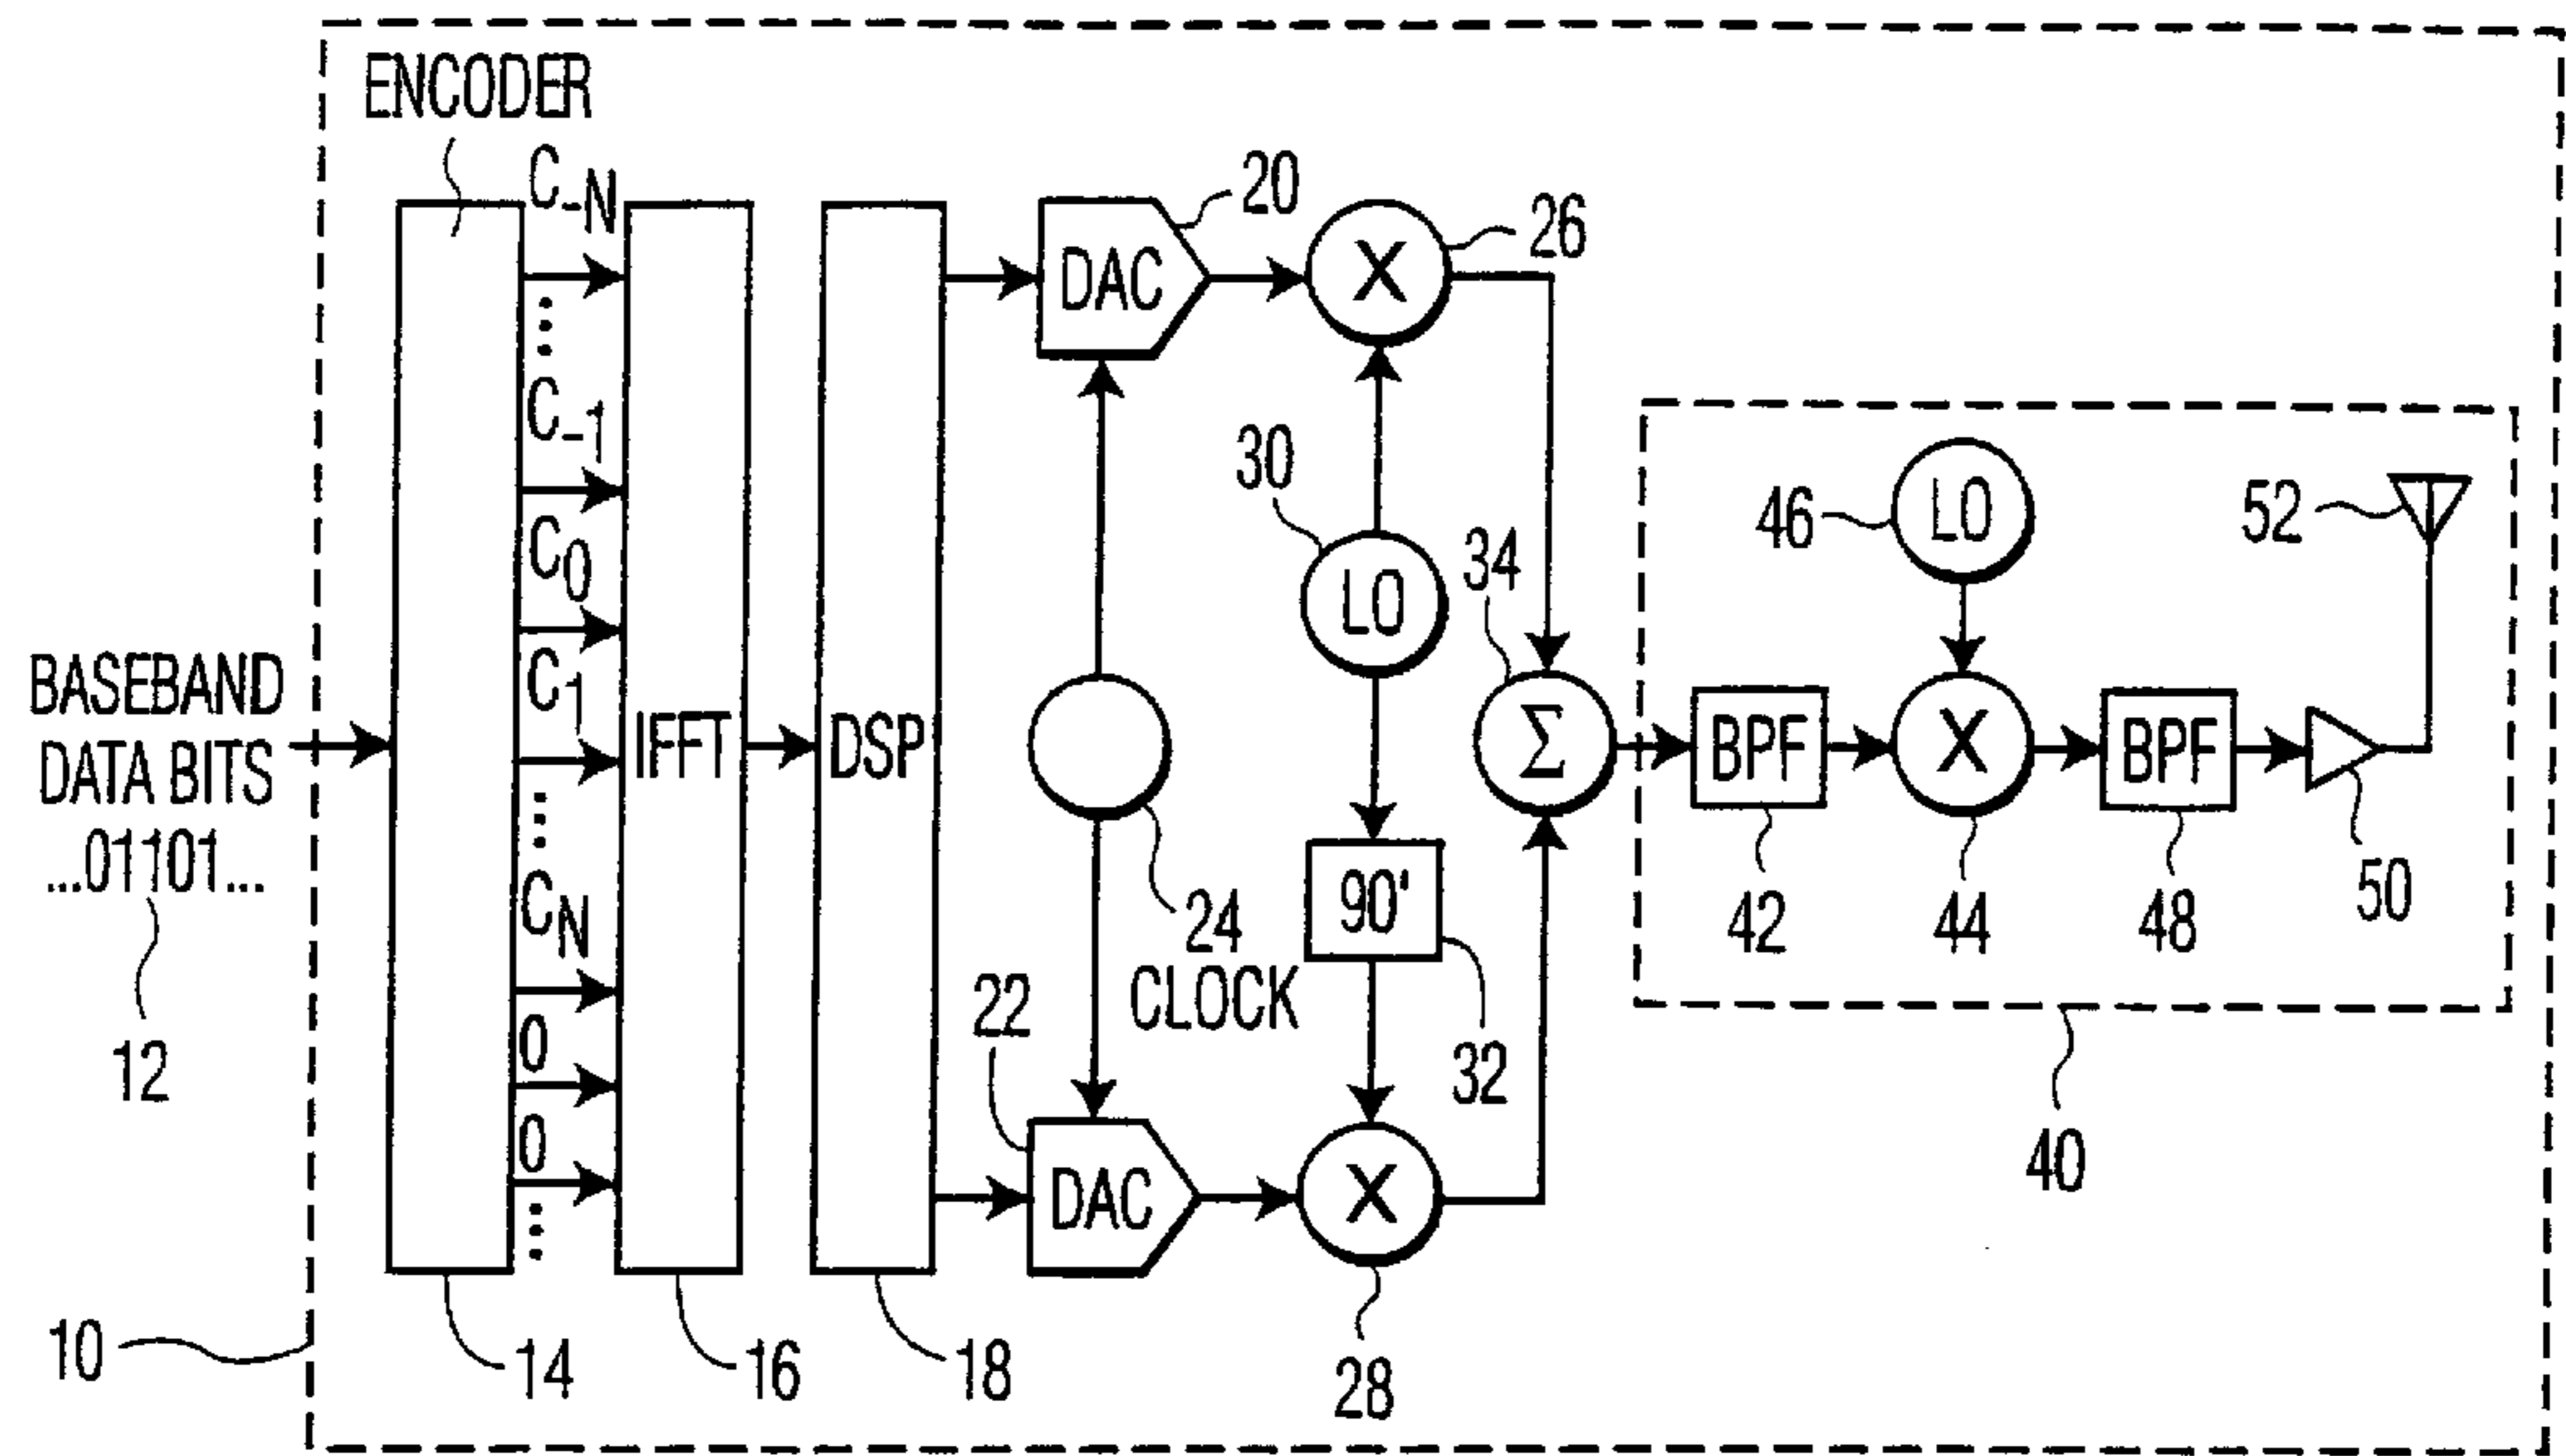 ENCODER
C-N
⋮
C-1
C0
C1
⋮
CN
0
0
⋮
BASEBAND
DATA BITS
...01101...
12
10
14
IFFT
16
DSP
18
DAC
20
X
26
30
LO
34
Σ
24
CLOCK
90'
32
22
DAC
X
28
46
LO
52
BPF
X
BPF
42
44
48
50
40